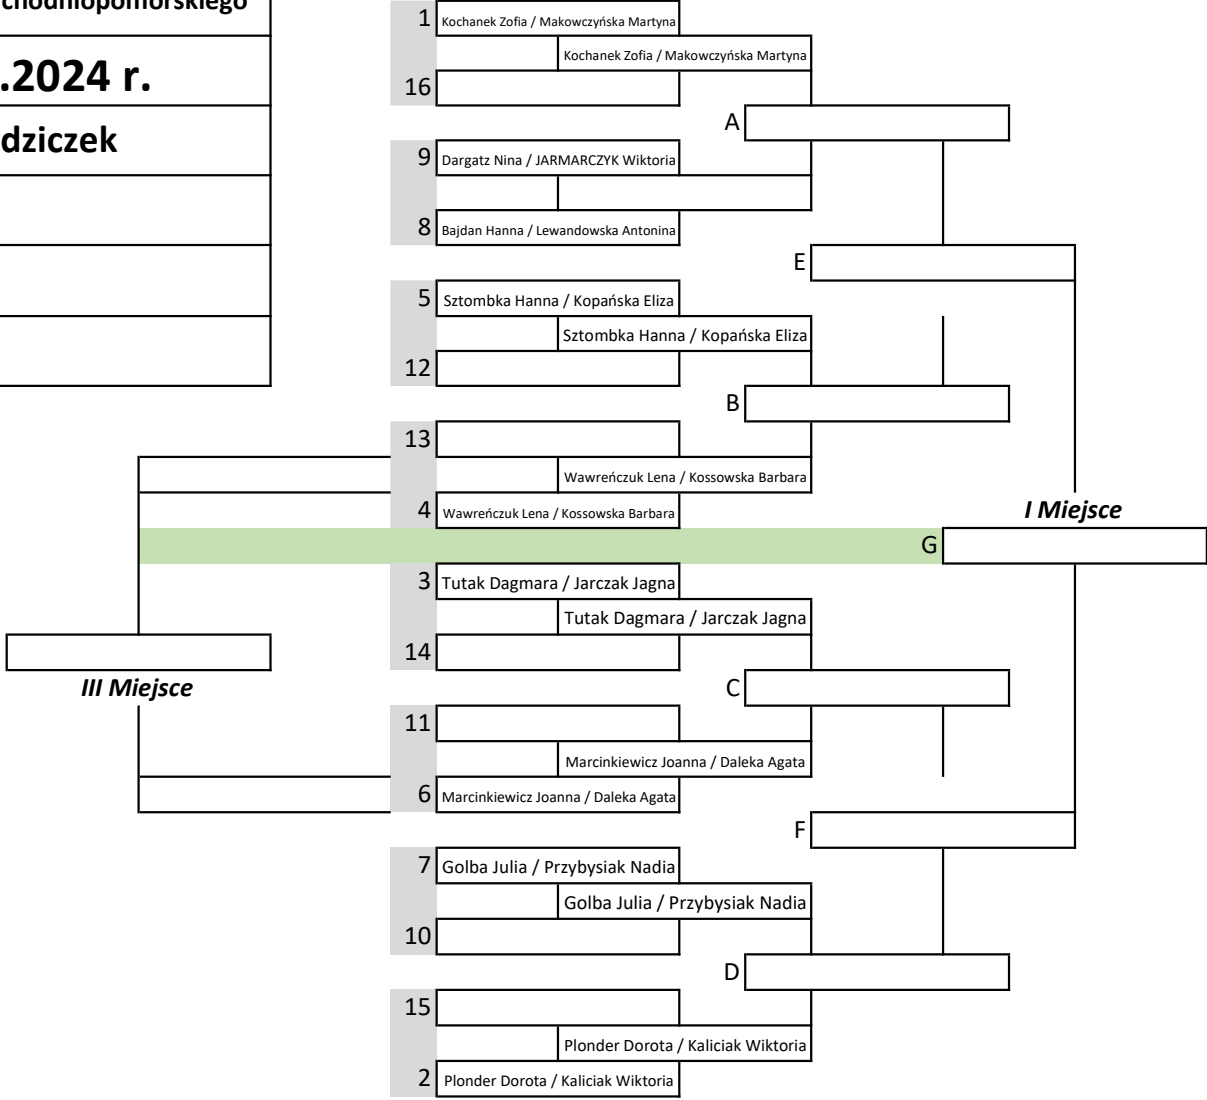 chodniopomorskiego
.2024 r.
dziczek
1 Kochanek Zofia / Makowczyńska Martyna
Kochanek Zofia / Makowczyńska Martyna
16
A
9 Dargatz Nina / JARMARCZYK Wiktoria
8 Bajdan Hanna / Lewandowska Antonina
E
5 Sztombka Hanna / Kopańska Eliza
Sztombka Hanna / Kopańska Eliza
12
B
13
Wawreńczuk Lena / Kossowska Barbara
4 Wawreńczuk Lena / Kossowska Barbara
I Miejsce
G
3 Tutak Dagmara / Jarczak Jagna
Tutak Dagmara / Jarczak Jagna
14
III Miejsce
C
11
Marcinkiewicz Joanna / Daleka Agata
6 Marcinkiewicz Joanna / Daleka Agata
F
7 Golba Julia / Przybysiak Nadia
Golba Julia / Przybysiak Nadia
10
D
15
Plonder Dorota / Kaliciak Wiktoria
2 Plonder Dorota / Kaliciak Wiktoria